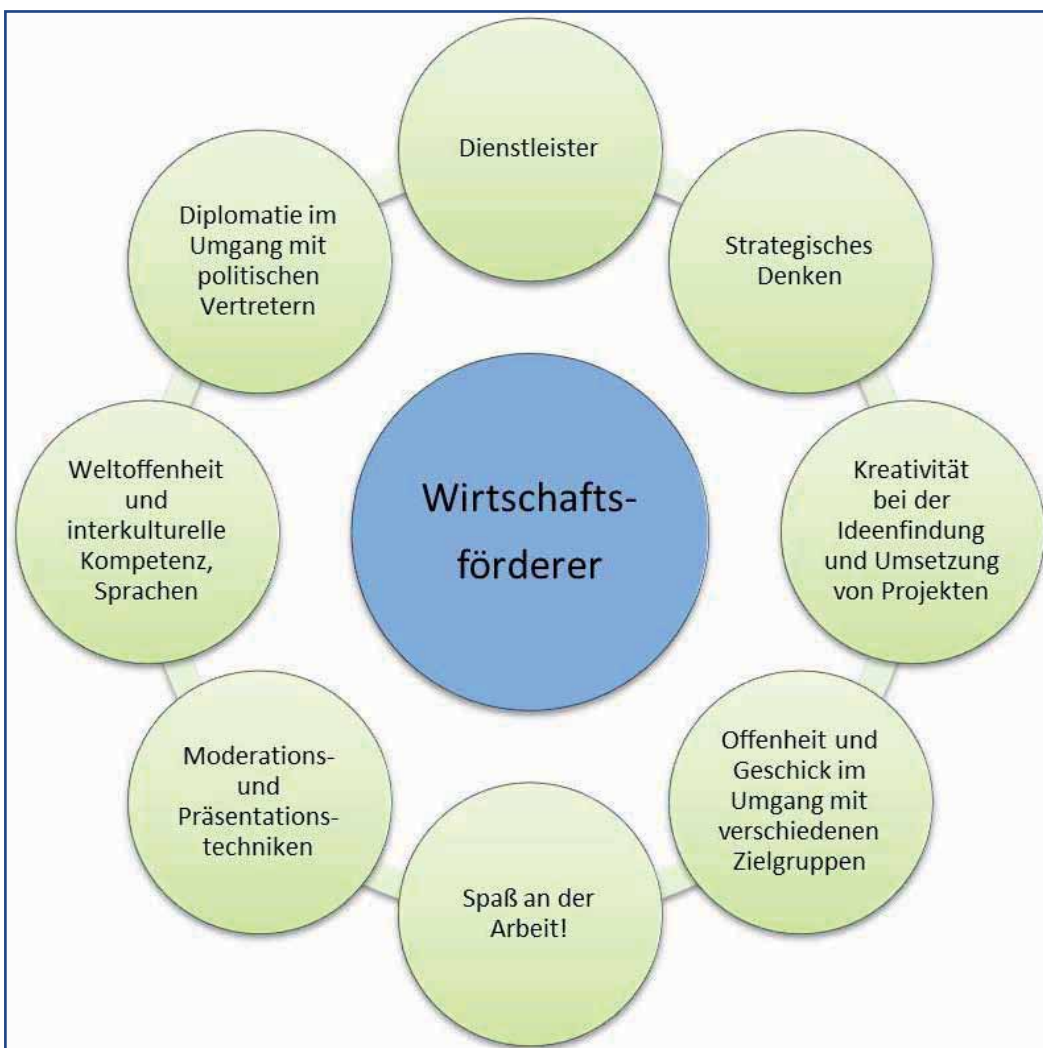 Dienstleister
Strategisches
Denken
Kreativität
bei der
Ideenfindung
und Umsetzung
von Projekten
Offenheit und
Geschick im
Umgang mit
verschiedenen
Zielgruppen
Spaß an der
Arbeit!
Moderations-
und
Präsentations-
techniken
Weltoffenheit
und
interkulturelle
Kompetenz,
Sprachen
Diplomatie im
Umgang mit
politischen
Vertretern
Wirtschafts-
förderer